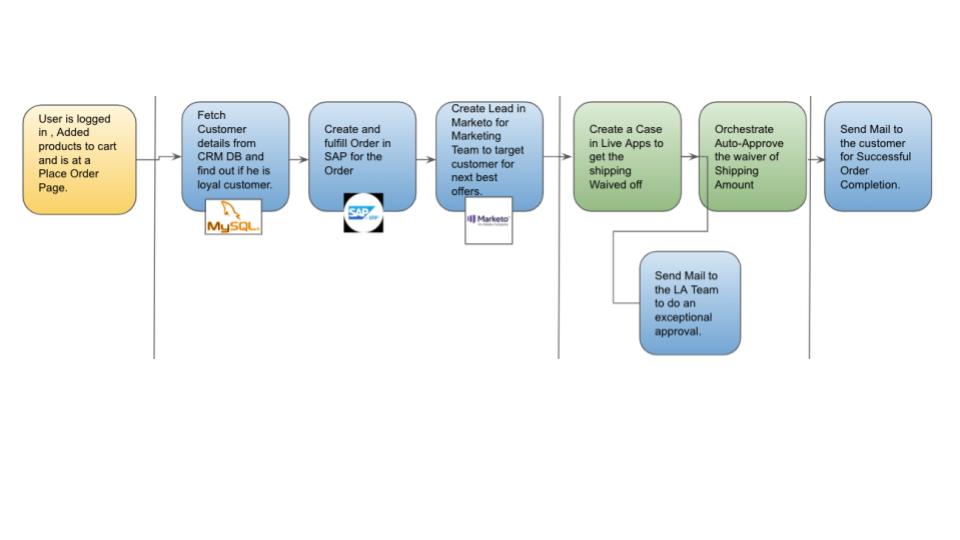 User is logged
in , Added
products to cart
and is at a
Place Order
Page.
Fetch
Customer
details from
CRM DB and
find out if he is
loyal customer.
MySQL
Create and
fulfill Order in
SAP for the
Order
SAP ERP
Create Lead in
Marketo for
Marketing
Team to target
customer for
next best
offers.
Marketo
Create a Case
in Live Apps to
get the
shipping
Waived off
Orchestrate
Auto-Approve
the waiver of
Shipping
Amount
Send Mail to
the LA Team
to do an
exceptional
approval.
Send Mail to
the customer
for Successful
Order
Completion.